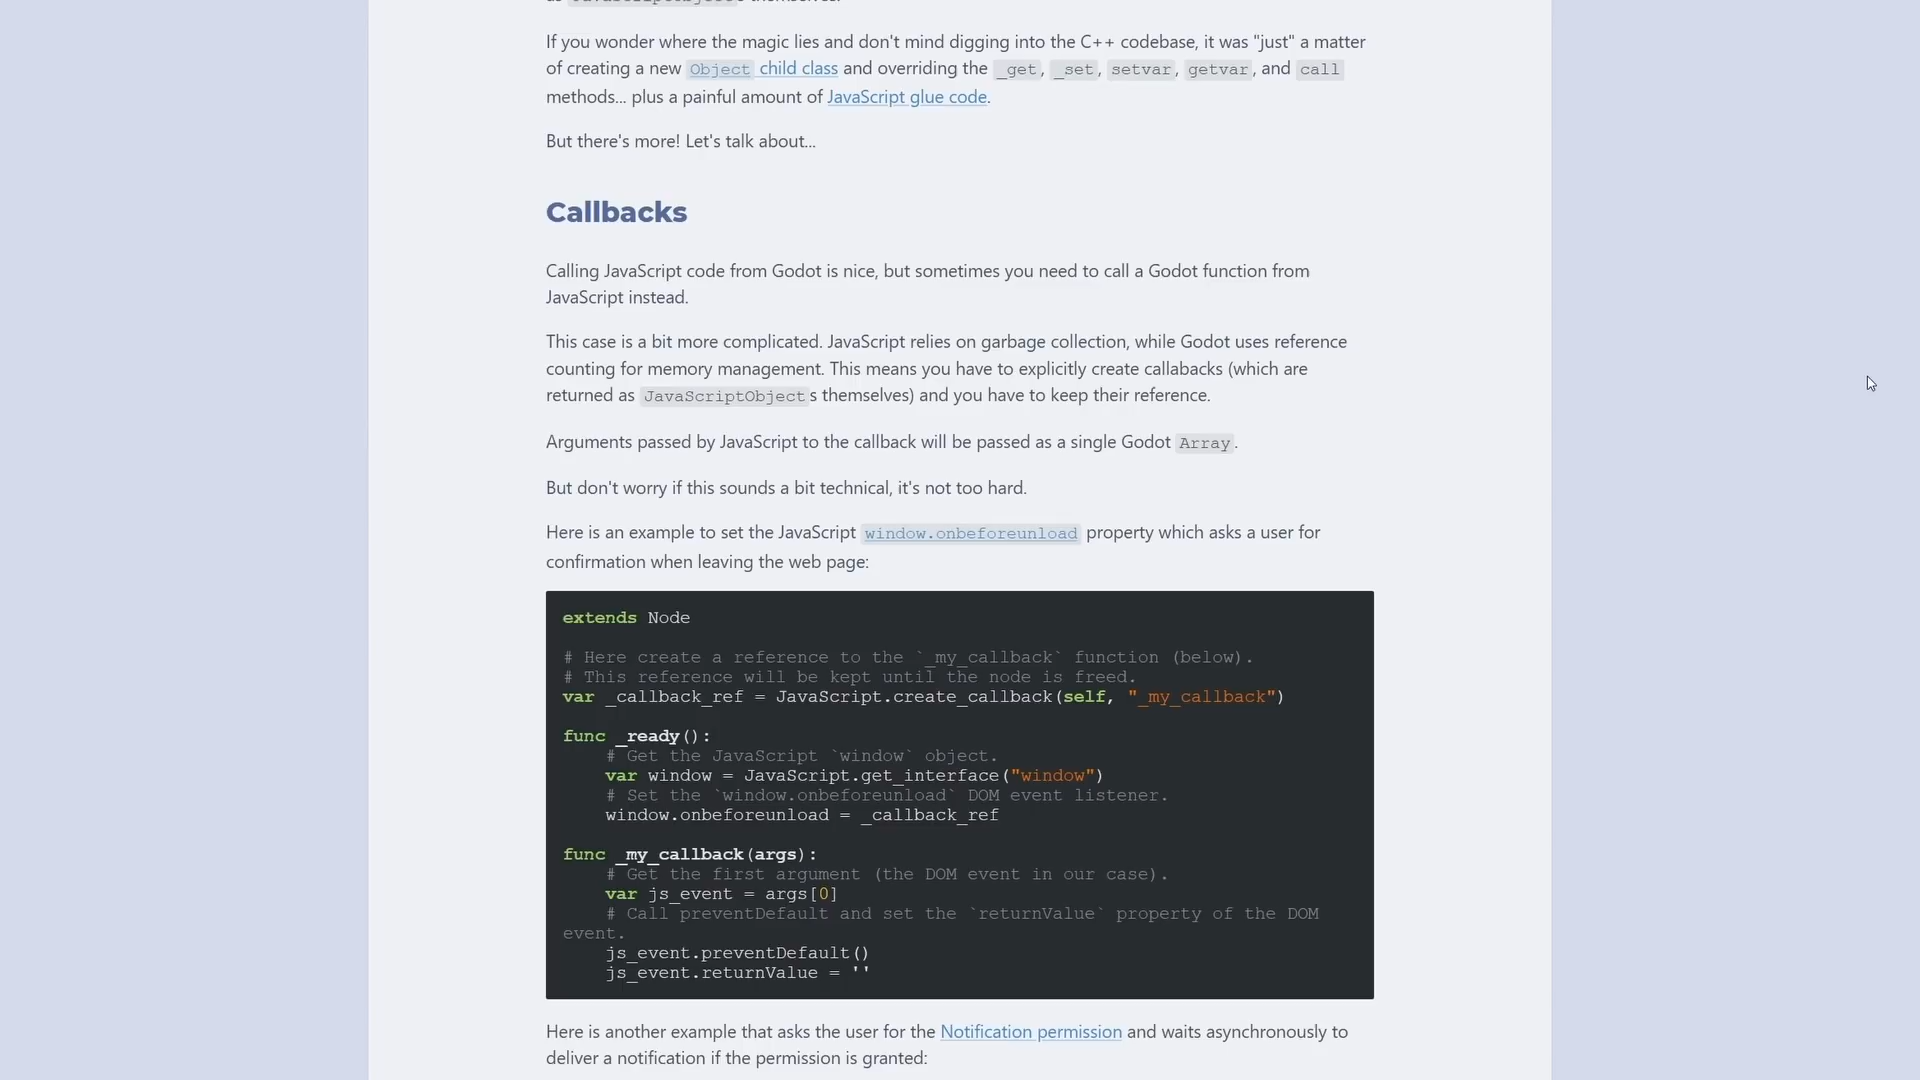 If you wonder where the magic lies and don't mind digging into the C++ codebase, it was "just" a matter
of creating a new Object child class and overriding the _get, _set, setvar, getvar, and call
methods... plus a painful amount of JavaScript glue code.
But there's more! Let's talk about...
Callbacks
Calling JavaScript code from Godot is nice, but sometimes you need to call a Godot function from
JavaScript instead.
This case is a bit more complicated. JavaScript relies on garbage collection, while Godot uses reference
counting for memory management. This means you have to explicitly create callabacks (which are
returned as JavaScriptObjects themselves) and you have to keep their reference.
Arguments passed by JavaScript to the callback will be passed as a single Godot Array.
But don't worry if this sounds a bit technical, it's not too hard.
Here is an example to set the JavaScript window.onbeforeunload property which asks a user for
confirmation when leaving the web page:
extends Node
# Here create a reference to the `_my_callback` function (below).
# This reference will be kept until the node is freed.
var _callback_ref = JavaScript.create_callback(self, "_my_callback")
func _ready():
# Get the JavaScript `window` object.
var window = JavaScript.get_interface("window")
# Set the `window.onbeforeunload` DOM event listener.
window.onbeforeunload = _callback_ref
func _my_callback(args):
# Get the first argument (the DOM event in our case).
var js_event = args[0]
# Call preventDefault and set the `returnValue` property of the DOM
event.
js_event.preventDefault()
js_event.returnValue = ''
Here is another example that asks the user for the Notification permission and waits asynchronously to
deliver a notification if the permission is granted: